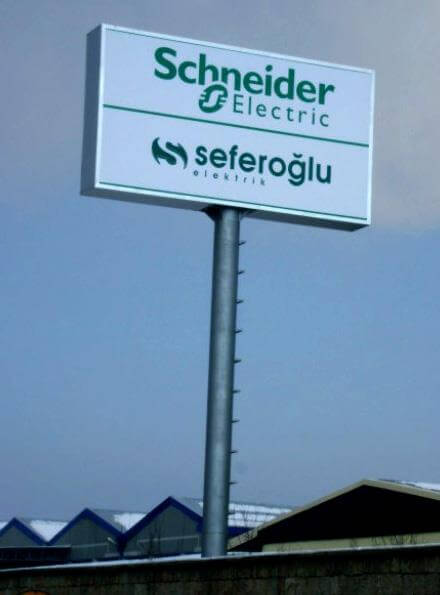 Schneider
Electric
seferoğlu
elektrik